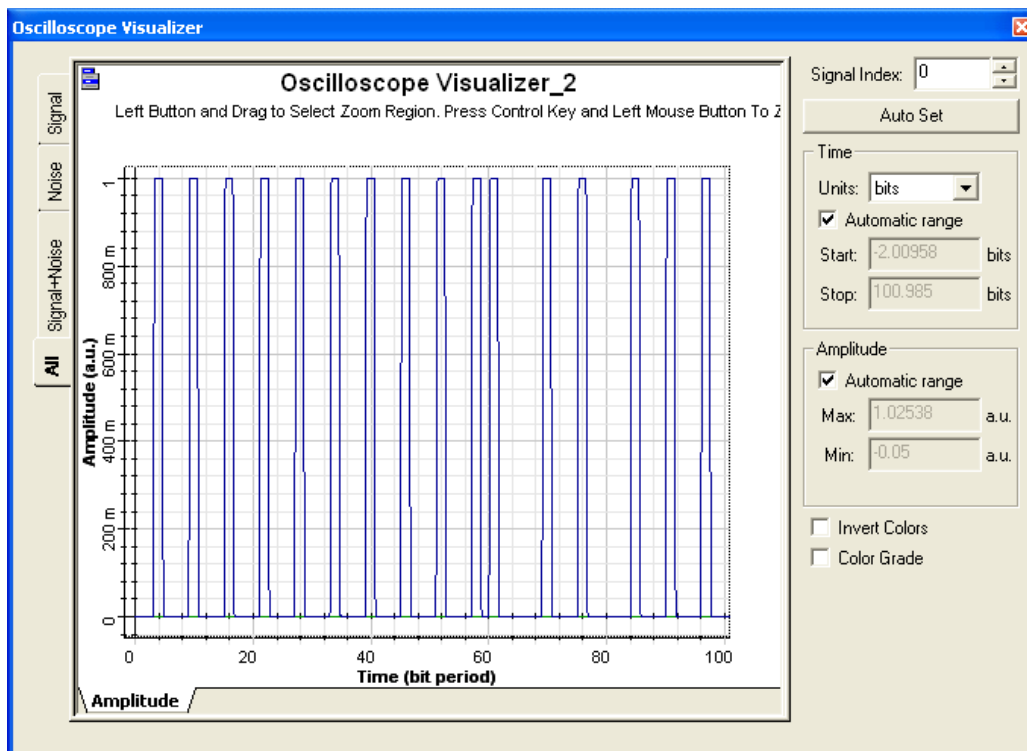 Oscilloscope Visualizer
Signal
Noise
Signal+Noise
All
Oscilloscope Visualizer_2
Left Button and Drag to Select Zoom Region. Press Control Key and Left Mouse Button To Z
Amplitude (a.u.)
1
800 m
600 m
400 m
200 m
0
0 20 40 60 80 100
Time (bit period)
Amplitude
Signal Index: 0
Auto Set
Time
Units: bits
Automatic range
Start: -2.00958 bits
Stop: 100.985 bits
Amplitude
Automatic range
Max: 1.02538 a.u.
Min: -0.05 a.u.
Invert Colors
Color Grade